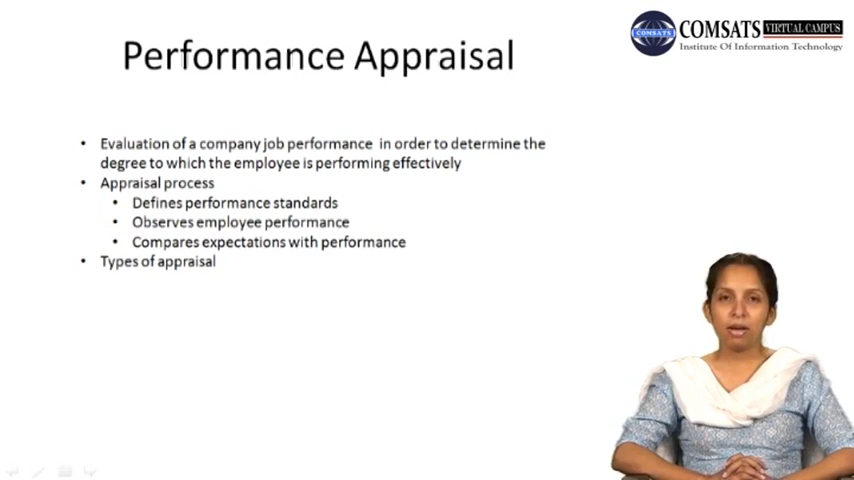 COMSATS VIRTUAL CAMPUS
COMSATS
Institute Of Information Technology
Performance Appraisal
• Evaluation of a company job performance in order to determine the
degree to which the employee is performing effectively
• Appraisal process
• Defines performance standards
• Observes employee performance
• Compares expectations with performance
• Types of appraisal